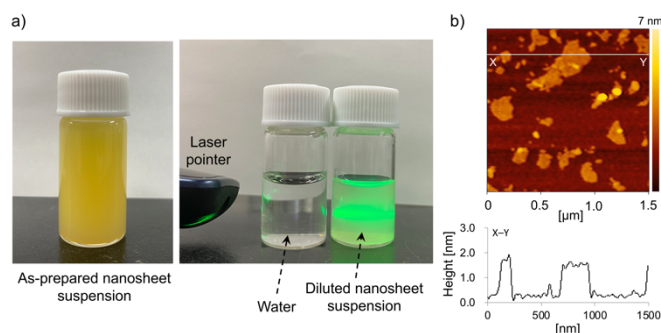 a)
As-prepared nanosheet
suspension
Laser
pointer
Water
Diluted nanosheet
suspension
b)
7 nm
X
Y
0
0.5
1.0
1.5
[μm]
X–Y
Height [nm]
3.0
2.0
1.0
0.0
0
500
1000
1500
[nm]